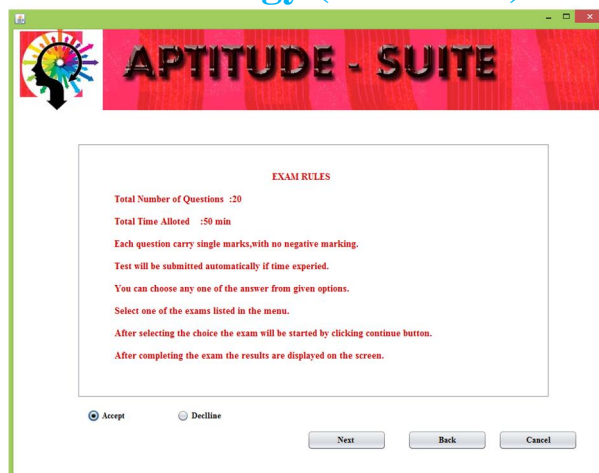 APTITUDE - SUITE
EXAM RULES
Total Number of Questions :20
Total Time Alloted :50 min
Each question carry single marks,with no negative marking.
Test will be submitted automatically if time experied.
You can choose any one of the answer from given options.
Select one of the exams listed in the menu.
After selecting the choice the exam will be started by clicking continue button.
After completing the exam the results are displayed on the screen.
Accept Declline
Next Back Cancel